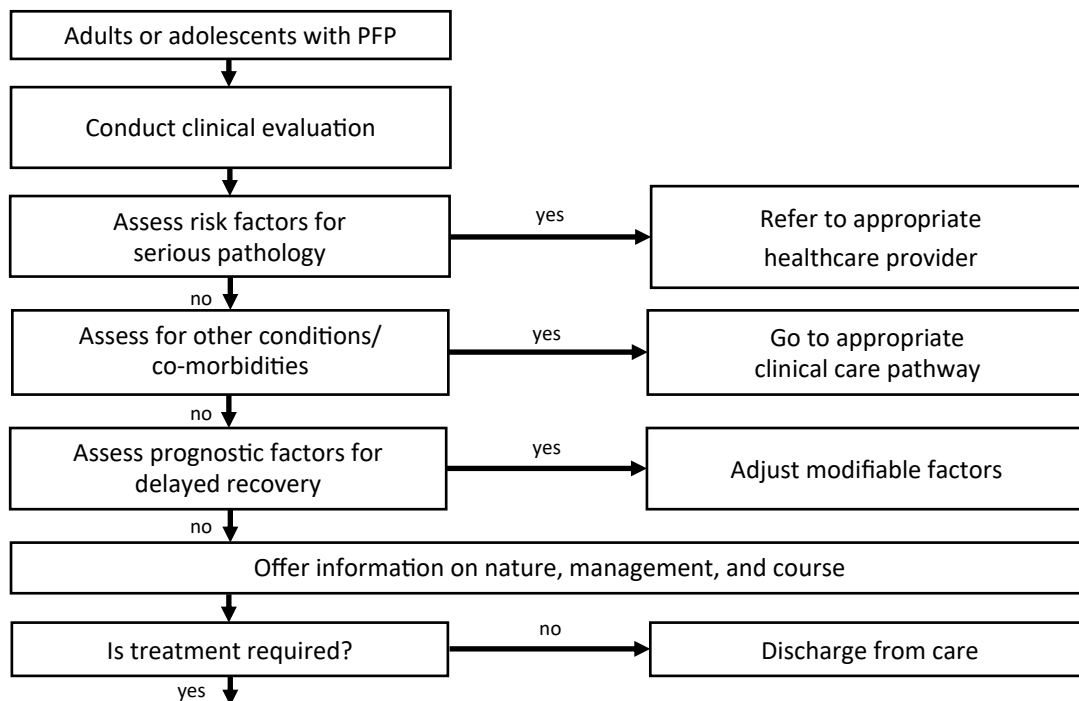 Adults or adolescents with PFP
Conduct clinical evaluation
Assess risk factors for
serious pathology
yes
Refer to appropriate
healthcare provider
no
Assess for other conditions/
co-morbidities
yes
Go to appropriate
clinical care pathway
no
Assess prognostic factors for
delayed recovery
yes
Adjust modifiable factors
no
Offer information on nature, management, and course
Is treatment required?
no
Discharge from care
yes